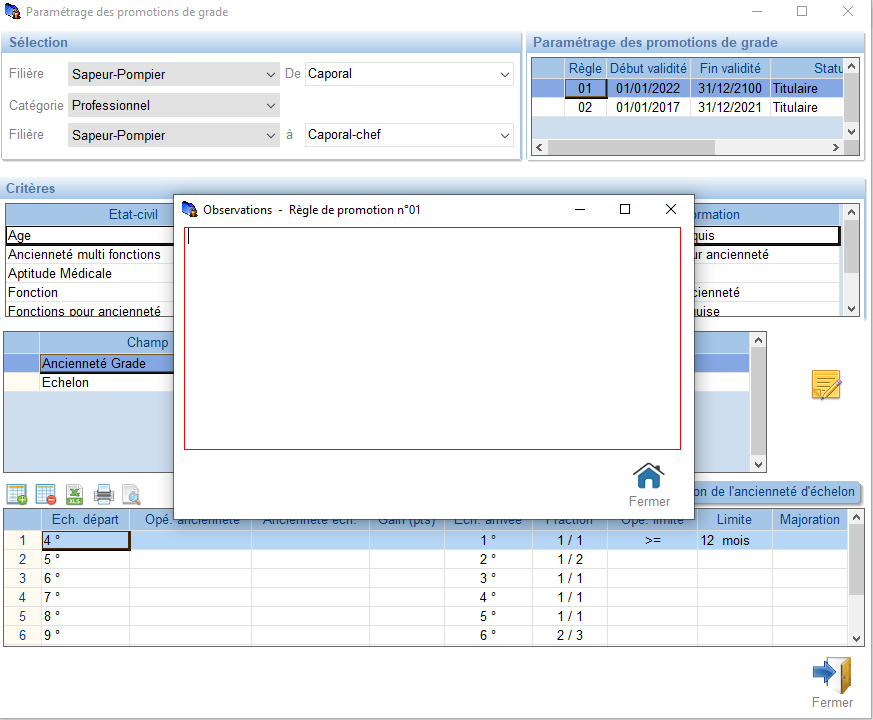 Paramétrage des promotions de grade
Sélection
Filière Sapeur-Pompier De Caporal
Catégorie Professionnel
Filière Sapeur-Pompier à Caporal-chef
Paramétrage des promotions de grade
Règle Début validité Fin validité Statu
01 01/01/2022 31/12/2100 Titulaire
02 01/01/2017 31/12/2021 Titulaire
Critères
Etat-civil
Age
Ancienneté multi fonctions
Aptitude Médicale
Fonction
Fonctions pour ancienneté
ormation
quis
ur ancienneté
cienneté
uise
Observations - Règle de promotion n°01
Fermer
Champ
Ancienneté Grade
Echelon
XLS
on de l'ancienneté d'échelon
Ech. départ Opé. ancienneté Ancienneté éch. Gain (pts) Ech. arrivée Fraction Opé. limite Limite Majoration
1 4 ° 1 ° 1 / 1 >= 12 mois
2 5 ° 2 ° 1 / 2
3 6 ° 3 ° 1 / 1
4 7 ° 4 ° 1 / 1
5 8 ° 5 ° 1 / 1
6 9 ° 6 ° 2 / 3
Fermer